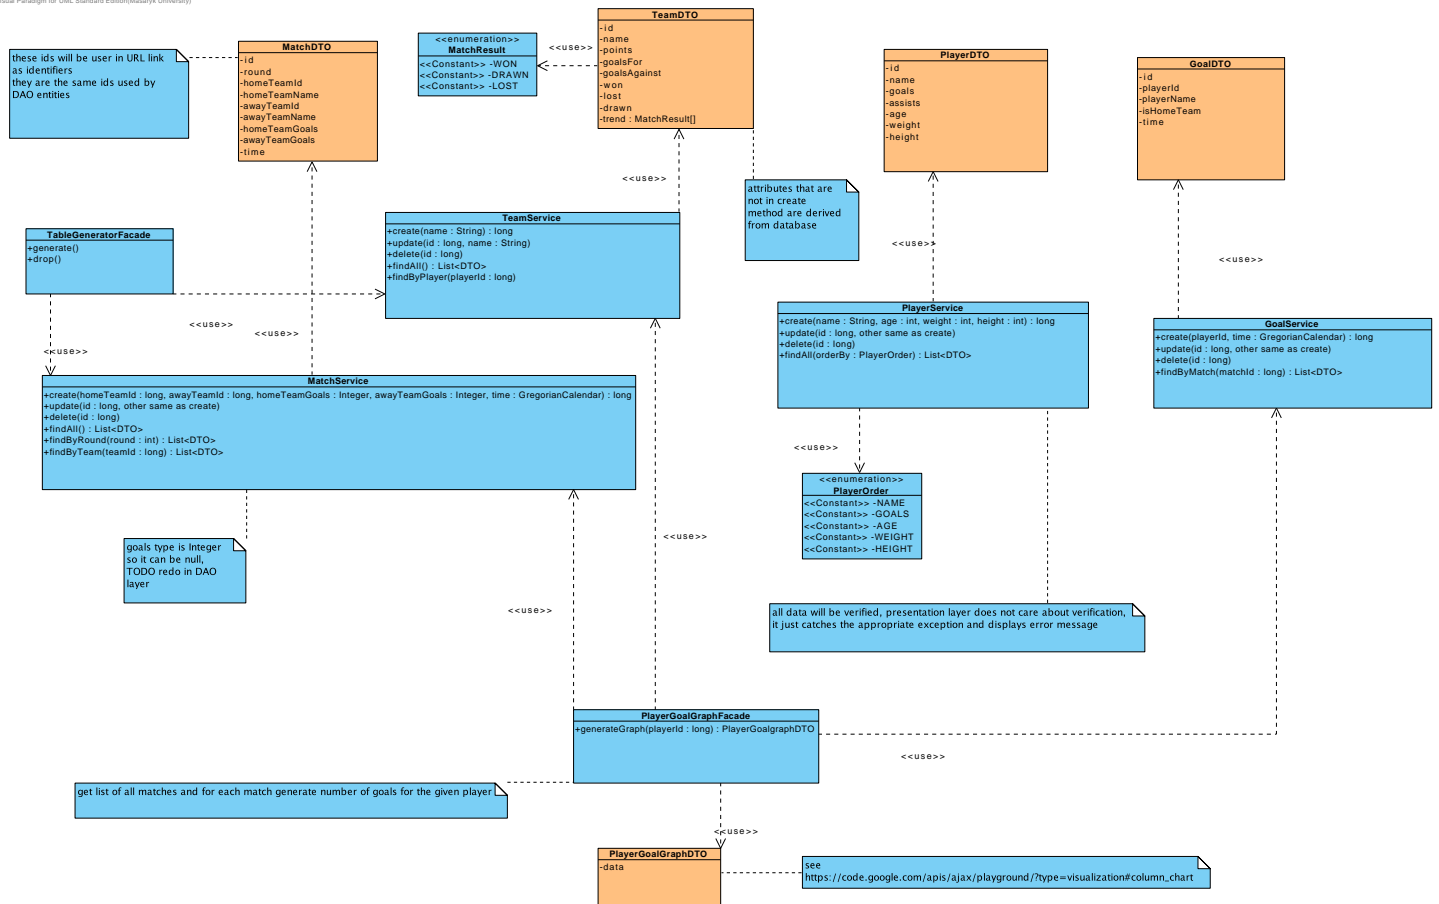 Visual Paradigm for UML Standard Edition(Masaryk University)
these ids will be user in URL link
as identifiers
they are the same ids used by
DAO entities
MatchDTO
-id
-round
-homeTeamId
-homeTeamName
-awayTeamId
-awayTeamName
-homeTeamGoals
-awayTeamGoals
-time
<<enumeration>>
MatchResult
<<Constant>> -WON
<<Constant>> -DRAWN
<<Constant>> -LOST
<<use>>
TeamDTO
-id
-name
-points
-goalsFor
-goalsAgainst
-won
-lost
-drawn
-trend : MatchResult[]
PlayerDTO
-id
-name
-goals
-assists
-age
-weight
-height
GoalDTO
-id
-playerId
-playerName
-isHomeTeam
-time
<<use>>
attributes that are
not in create
method are derived
from database
TableGeneratorFacade
+generate()
+drop()
TeamService
+create(name : String) : long
+update(id : long, name : String)
+delete(id : long)
+findAll() : List<DTO>
+findByPlayer(playerId : long)
<<use>>
<<use>>
<<use>>
<<use>>
<<use>>
PlayerService
+create(name : String, age : int, weight : int, height : int) : long
+update(id : long, other same as create)
+delete(id : long)
+findAll(orderBy : PlayerOrder) : List<DTO>
GoalService
+create(playerId, time : GregorianCalendar) : long
+update(id : long, other same as create)
+delete(id : long)
+findByMatch(matchId : long) : List<DTO>
MatchService
+create(homeTeamId : long, awayTeamId : long, homeTeamGoals : Integer, awayTeamGoals : Integer, time : GregorianCalendar) : long
+update(id : long, other same as create)
+delete(id : long)
+findAll() : List<DTO>
+findByRound(round : int) : List<DTO>
+findByTeam(teamId : long) : List<DTO>
<<use>>
<<enumeration>>
PlayerOrder
<<Constant>> -NAME
<<Constant>> -GOALS
<<Constant>> -AGE
<<Constant>> -WEIGHT
<<Constant>> -HEIGHT
goals type is Integer
so it can be null,
TODO redo in DAO
layer
<<use>>
<<use>>
all data will be verified, presentation layer does not care about verification,
it just catches the appropriate exception and displays error message
PlayerGoalGraphFacade
+generateGraph(playerId : long) : PlayerGoalgraphDTO
<<use>>
get list of all matches and for each match generate number of goals for the given player
<<use>>
PlayerGoalGraphDTO
-data
see
https://code.google.com/apis/ajax/playground/?type=visualization#column_chart